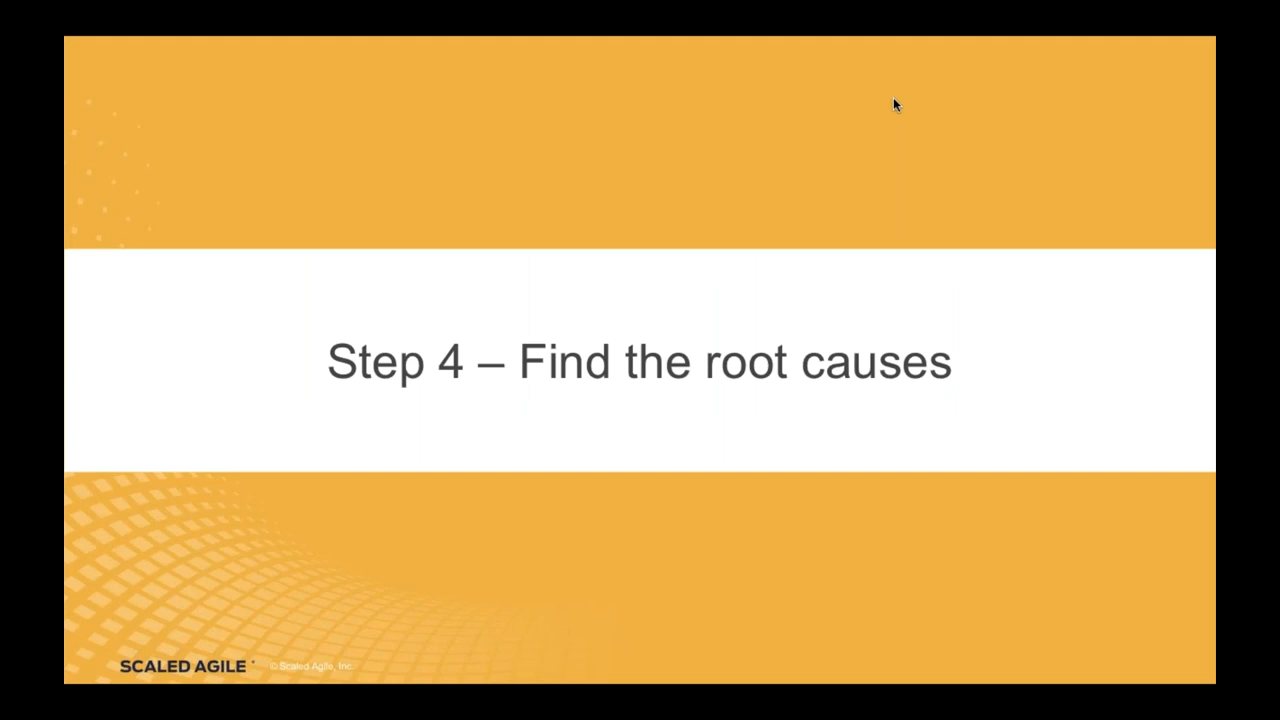 Step 4 – Find the root causes
SCALED AGILE
© Scaled Agile, Inc.